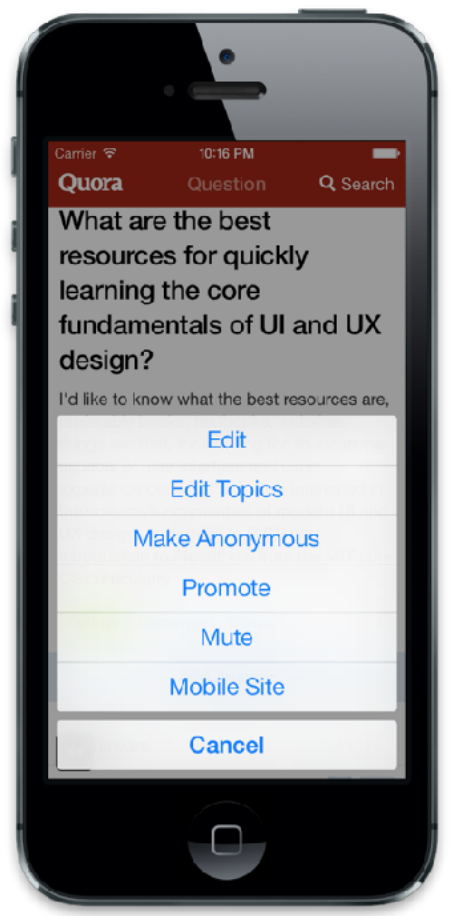 Carrier 10:16 PM
Quora Question Search
What are the best
resources for quickly
learning the core
fundamentals of UI and UX
design?
I'd like to know what the best resources are,
Edit
Edit Topics
Make Anonymous
Promote
Mute
Mobile Site
Cancel